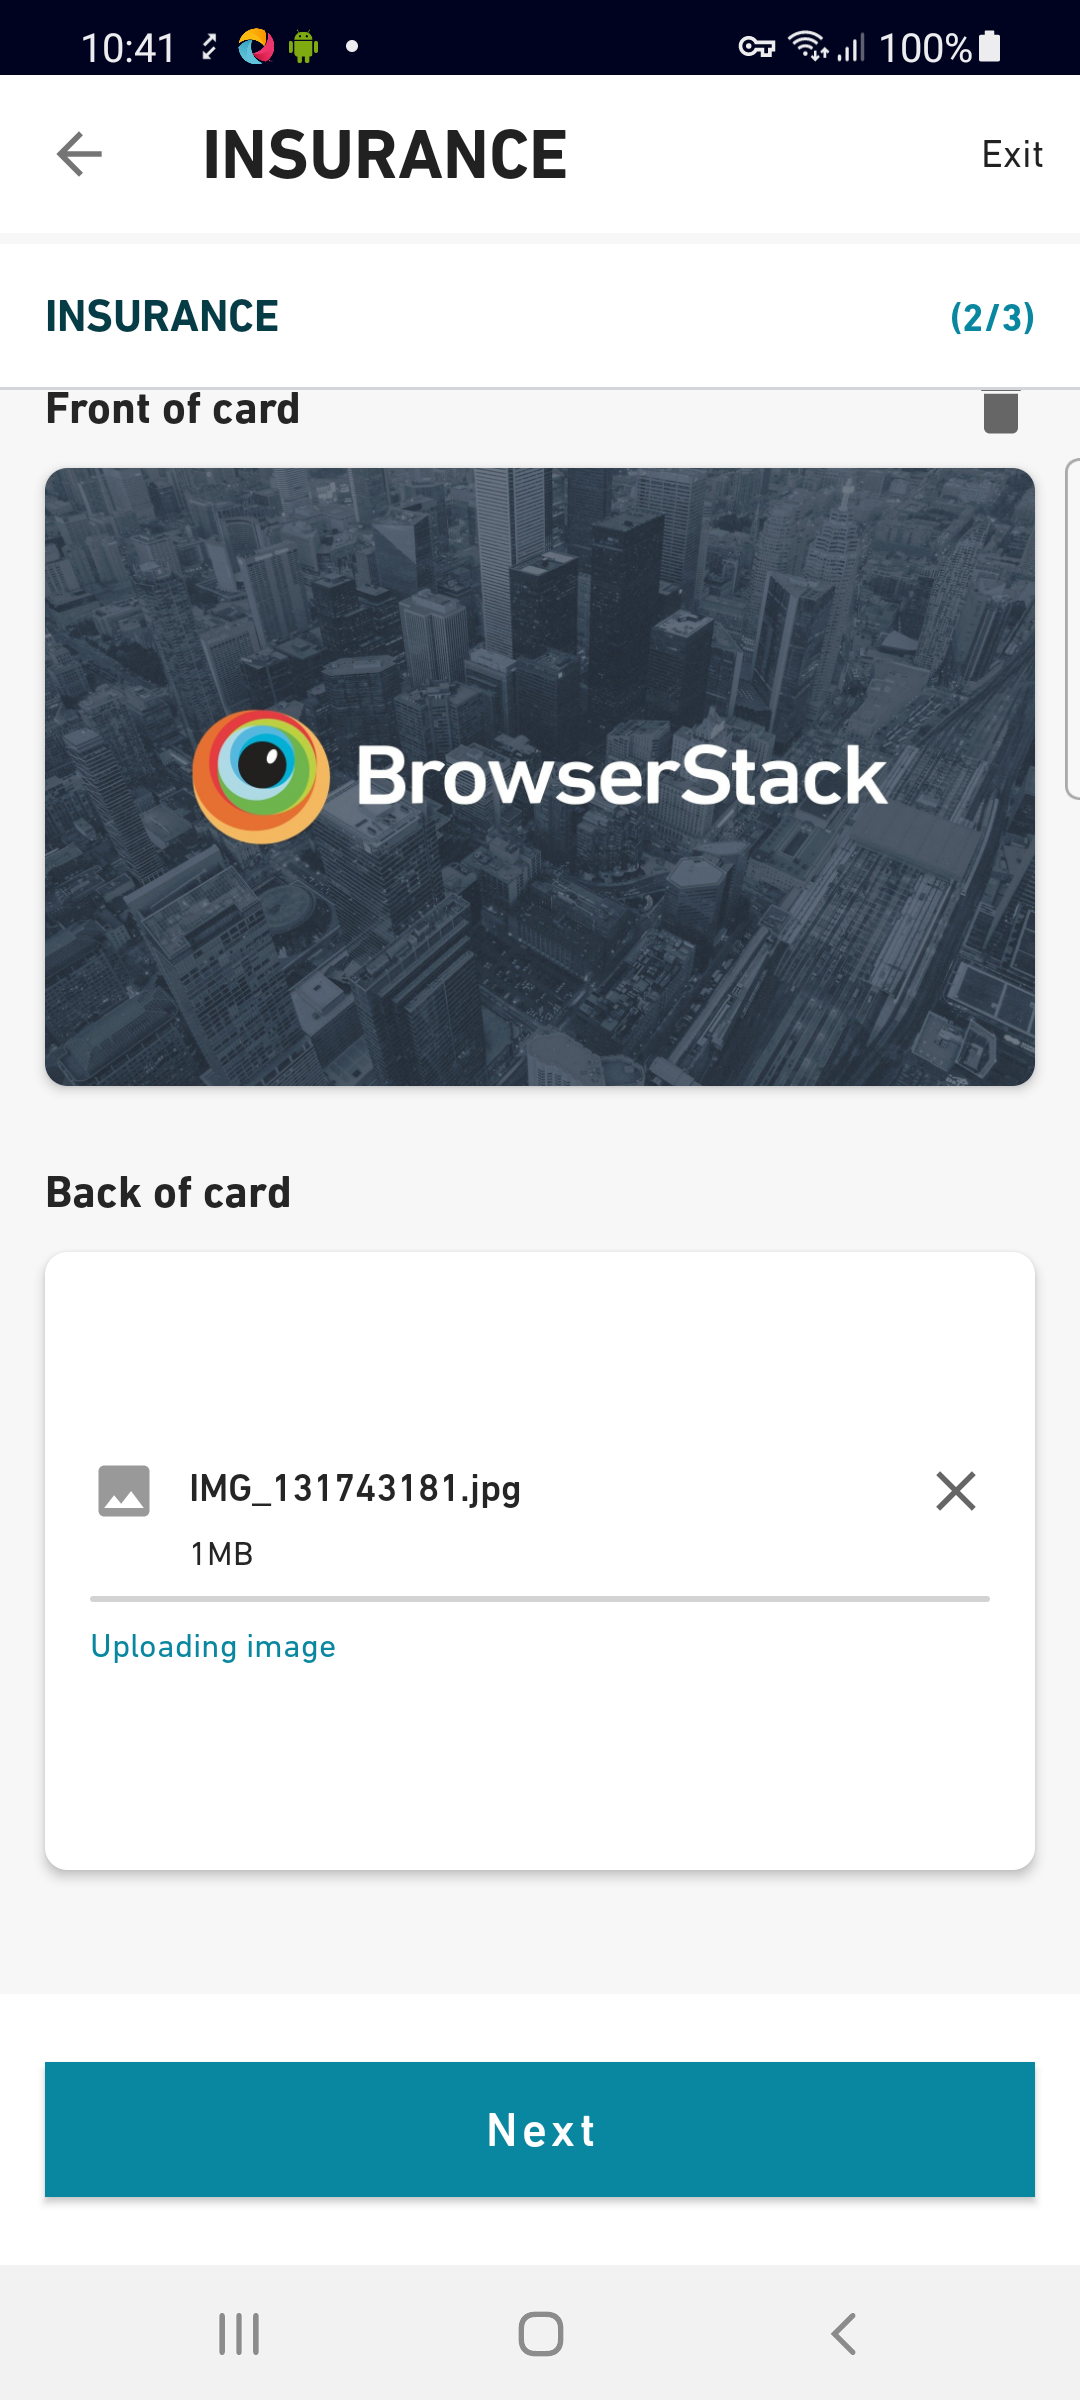 10:41
100%
INSURANCE
Exit
INSURANCE
(2/3)
Front of card
BrowserStack
Back of card
IMG_131743181.jpg
1MB
Uploading image
Next